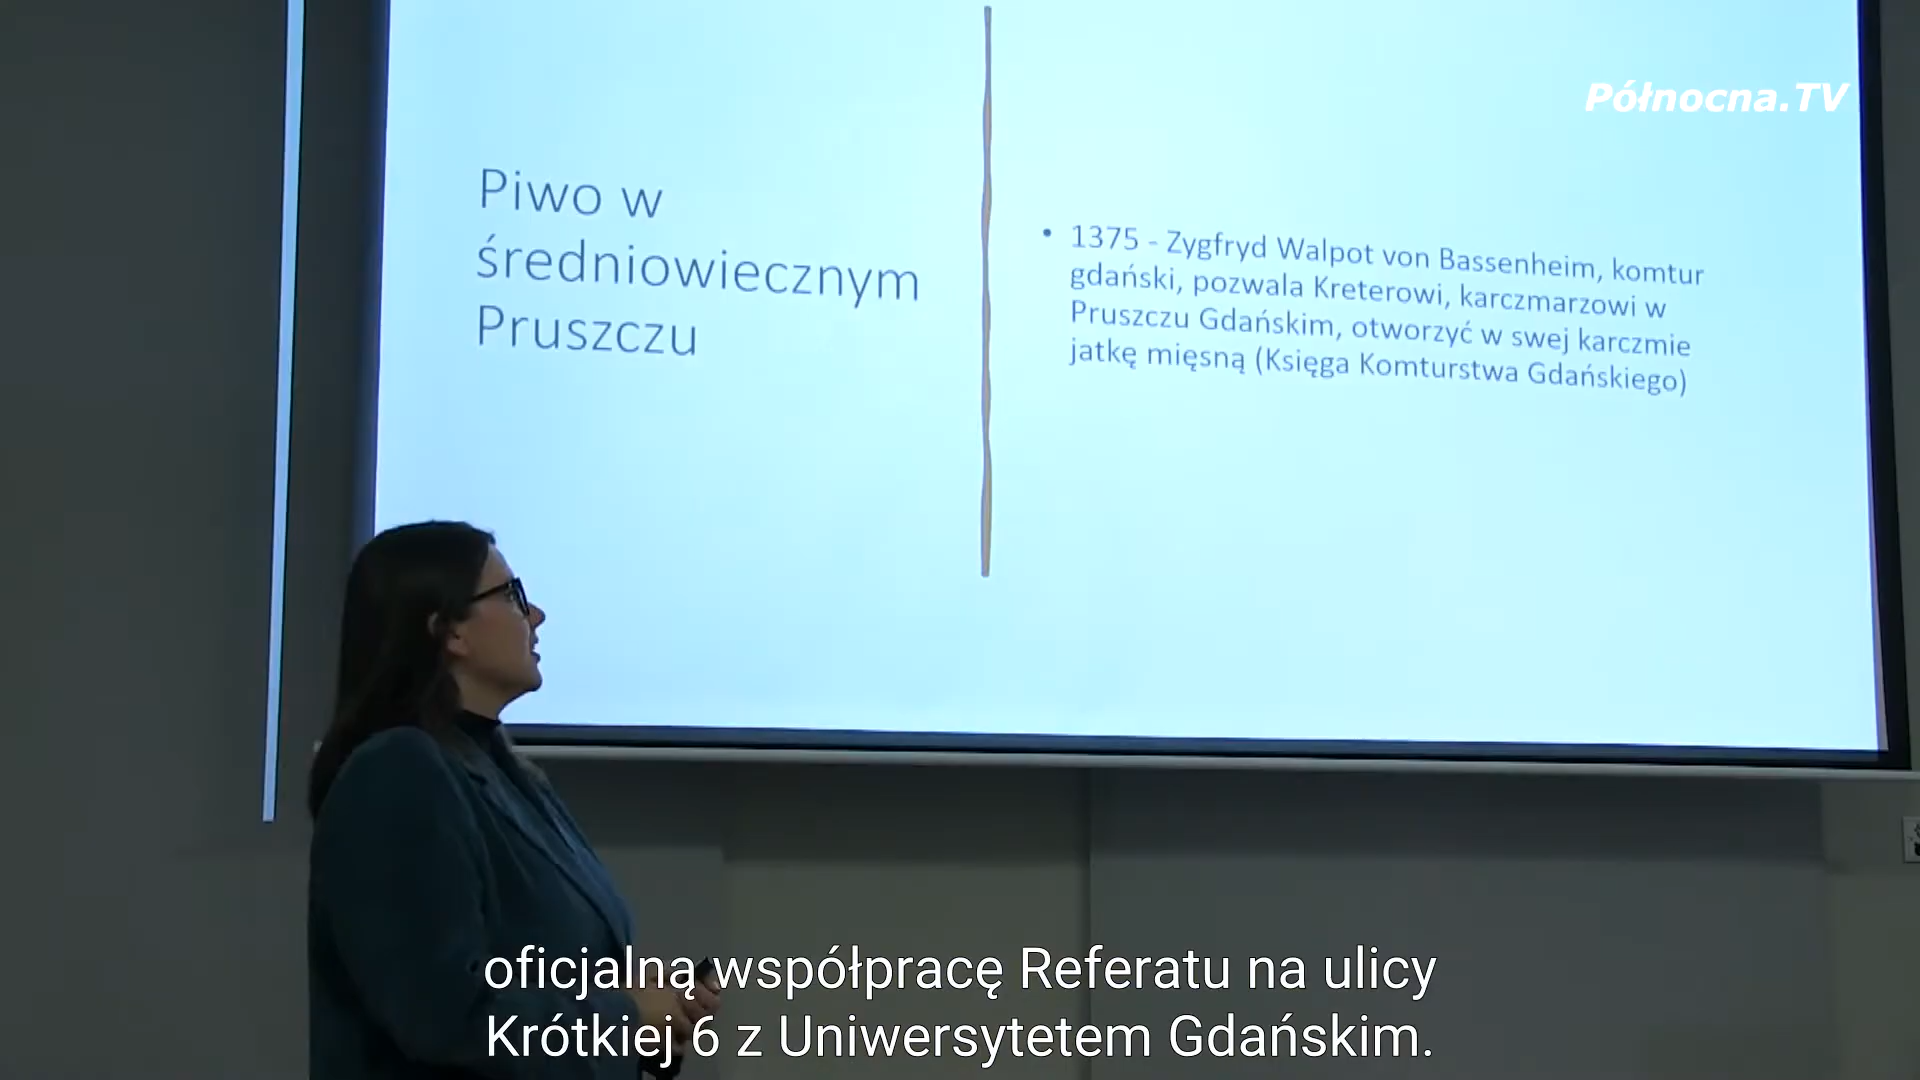 Północna.TV
Piwo w
średniowiecznym
Pruszczu
• 1375 - Zygfryd Walpot von Bassenheim, komtur
gdański, pozwala Kreterowi, karczmarzowi w
Pruszczu Gdańskim, otworzyć w swej karczmie
jatkę mięsną (Księga Komturstwa Gdańskiego)
oficjalną współpracę Referatu na ulicy
Krótkiej 6 z Uniwersytetem Gdańskim.